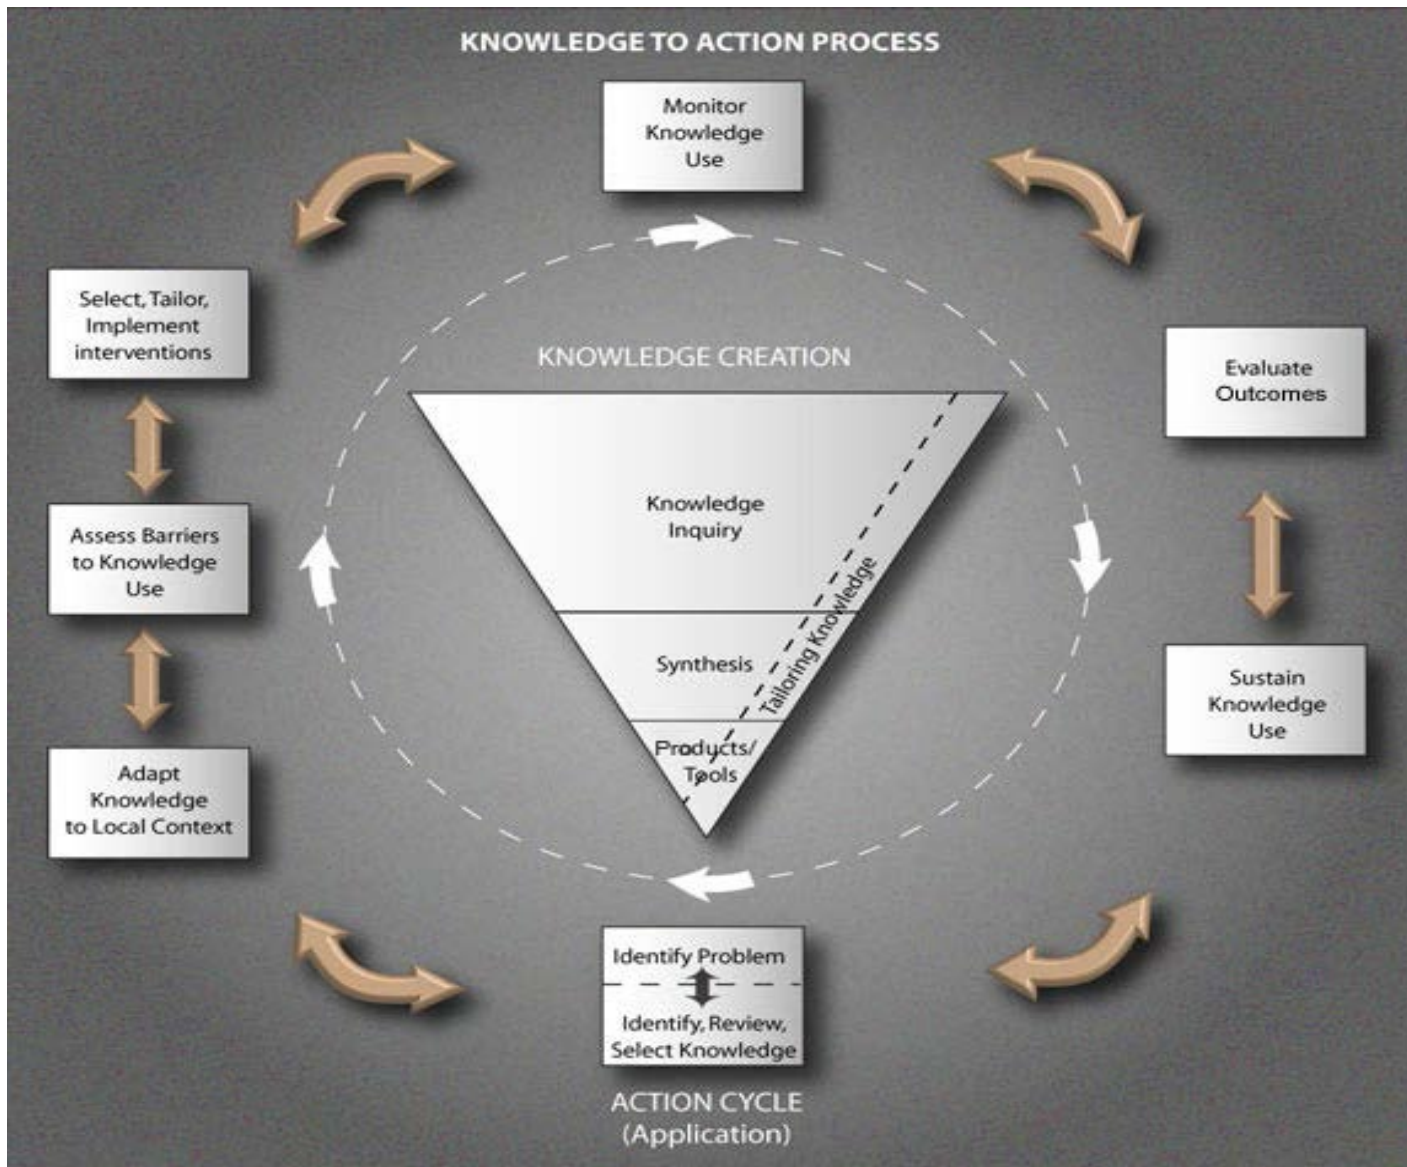 KNOWLEDGE TO ACTION PROCESS
Monitor
Knowledge
Use
Select, Tailor,
Implement
interventions
KNOWLEDGE CREATION
Evaluate
Outcomes
Knowledge
Inquiry
Assess Barriers
to Knowledge
Use
Tailoring Knowledge
Synthesis
Sustain
Knowledge
Use
Products/
Tools
Adapt
Knowledge
to Local Context
Identify Problem
Identify, Review,
Select Knowledge
ACTION CYCLE
(Application)